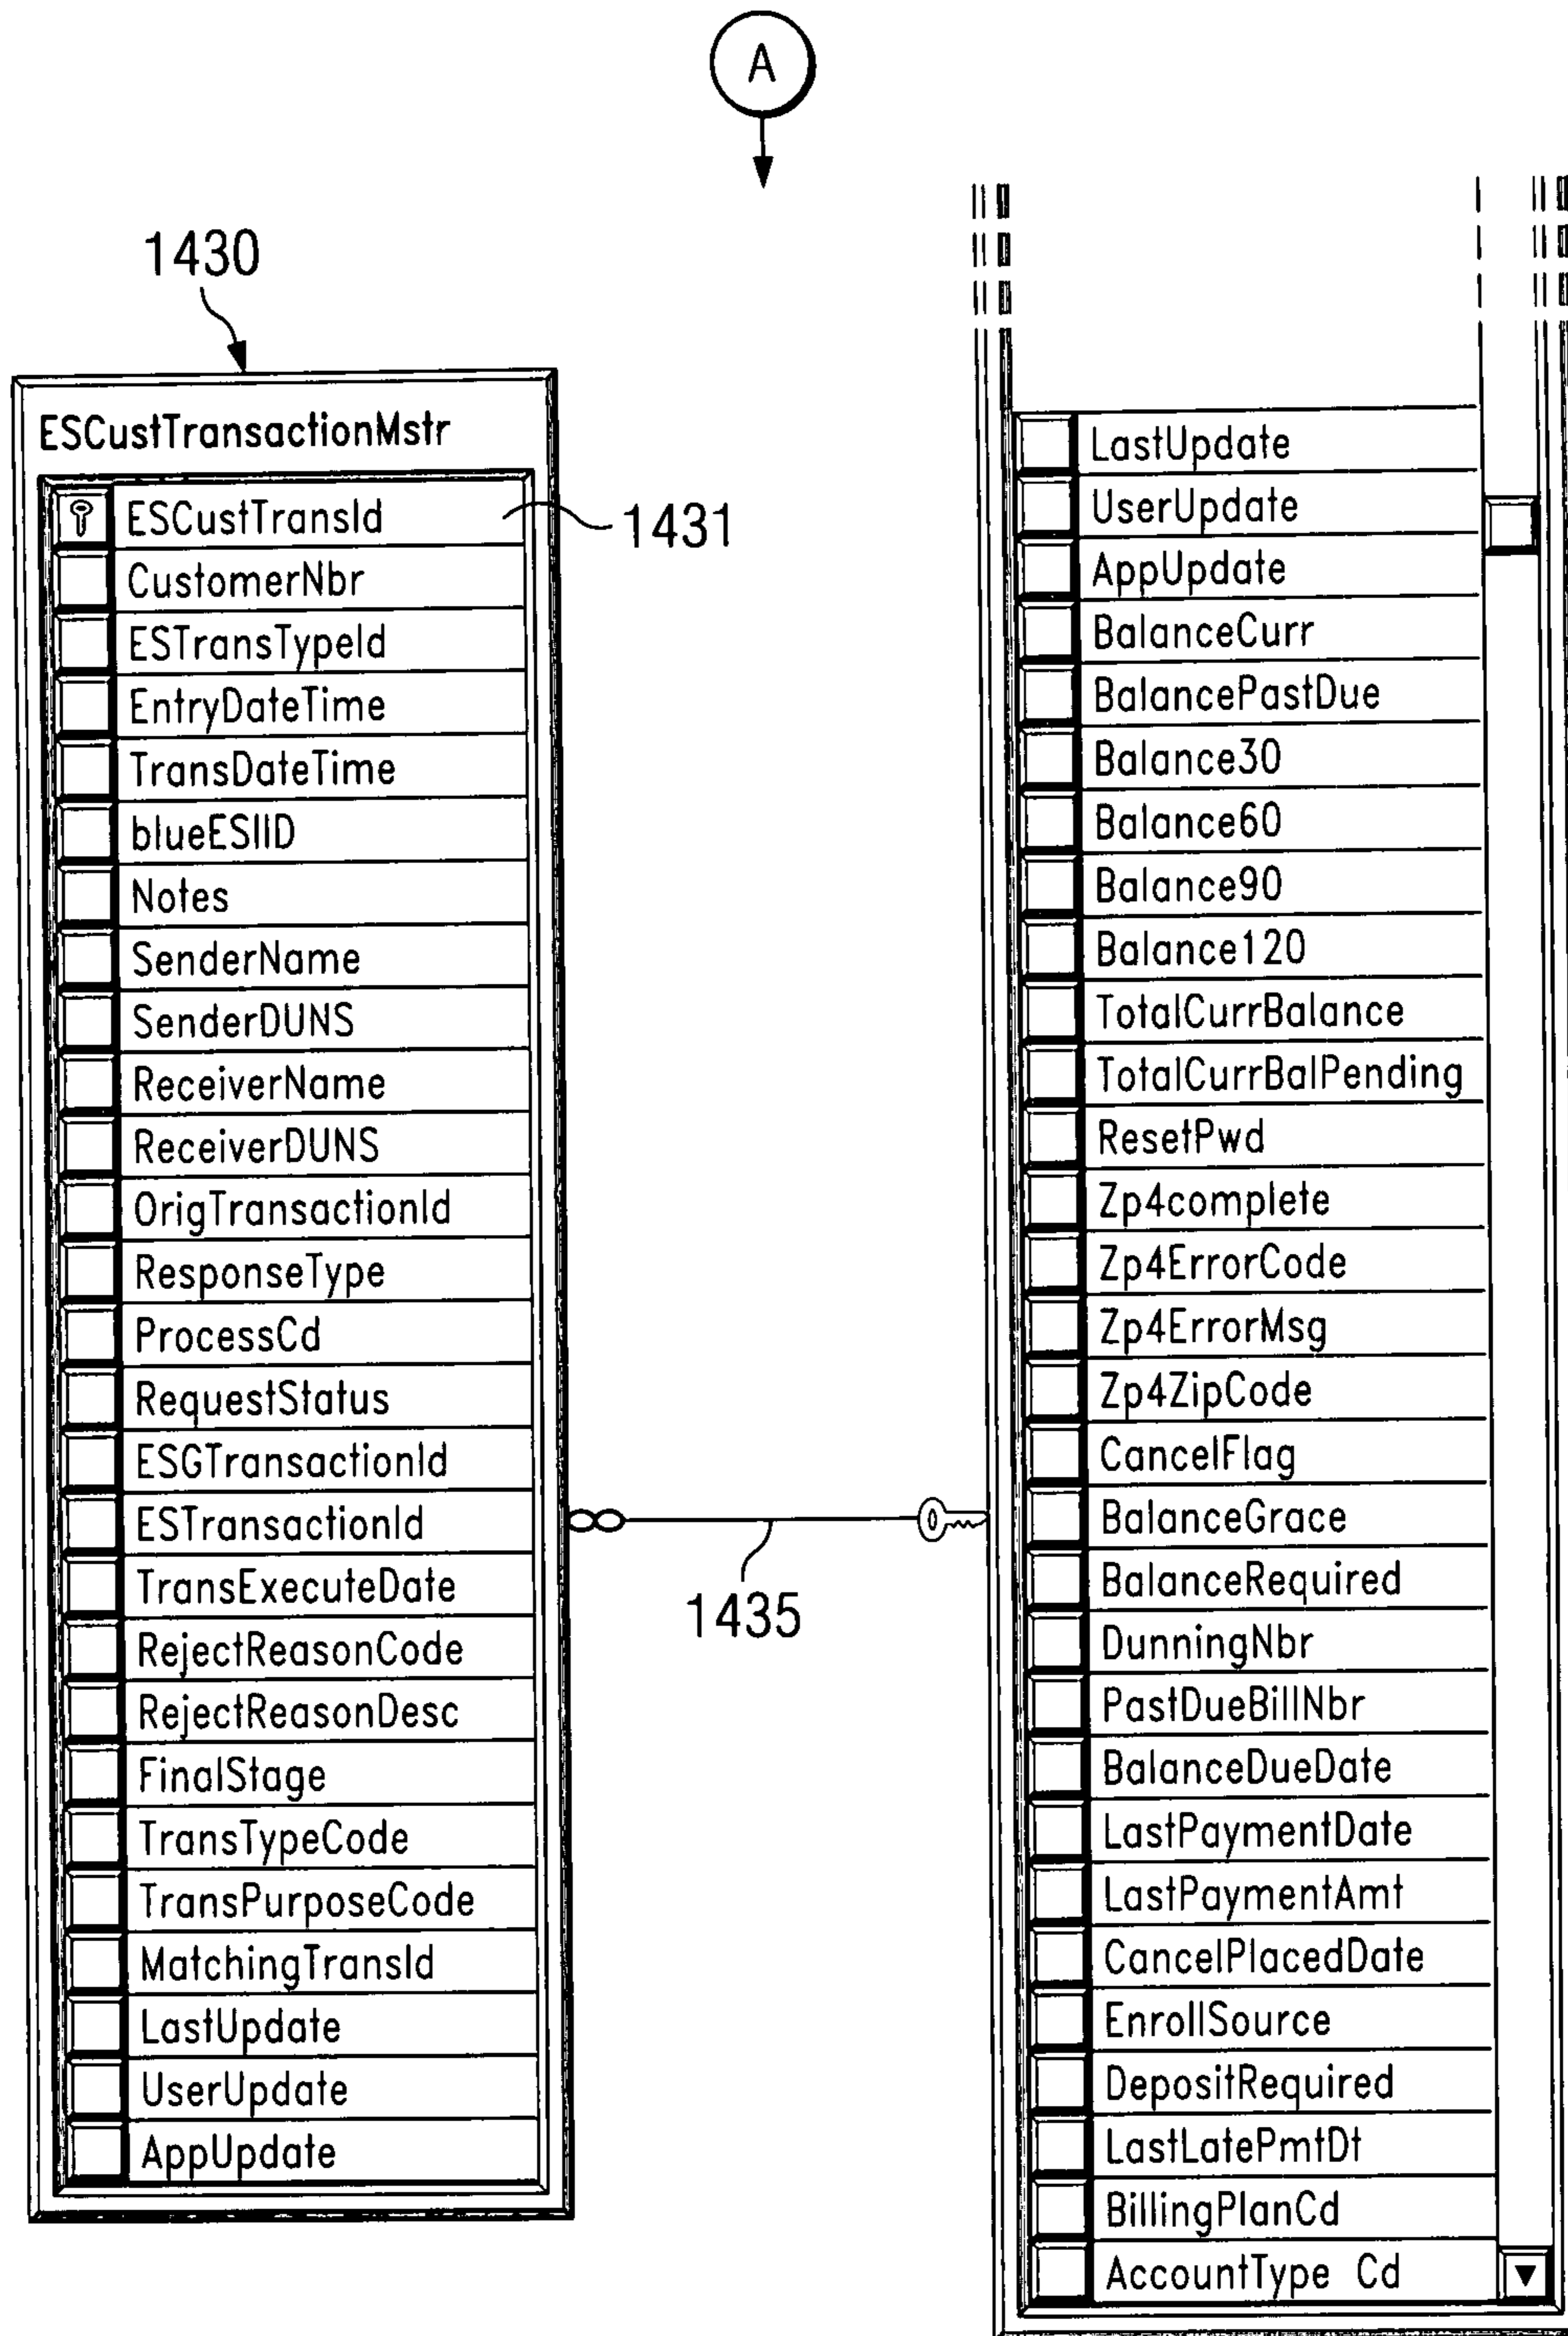 A
1430
ESCustTransactionMstr
ESCustTransId
1431
CustomerNbr
ESTransTypeId
EntryDateTime
TransDateTime
blueESIID
Notes
SenderName
SenderDUNS
ReceiverName
ReceiverDUNS
OrigTransactionId
ResponseType
ProcessCd
RequestStatus
ESGTransactionId
ESTransactionId
TransExecuteDate
RejectReasonCode
RejectReasonDesc
FinalStage
TransTypeCode
TransPurposeCode
MatchingTransId
LastUpdate
UserUpdate
AppUpdate
1435
LastUpdate
UserUpdate
AppUpdate
BalanceCurr
BalancePastDue
Balance30
Balance60
Balance90
Balance120
TotalCurrBalance
TotalCurrBalPending
ResetPwd
Zp4complete
Zp4ErrorCode
Zp4ErrorMsg
Zp4ZipCode
CancelFlag
BalanceGrace
BalanceRequired
DunningNbr
PastDueBillNbr
BalanceDueDate
LastPaymentDate
LastPaymentAmt
CancelPlacedDate
EnrollSource
DepositRequired
LastLatePmtDt
BillingPlanCd
AccountType Cd